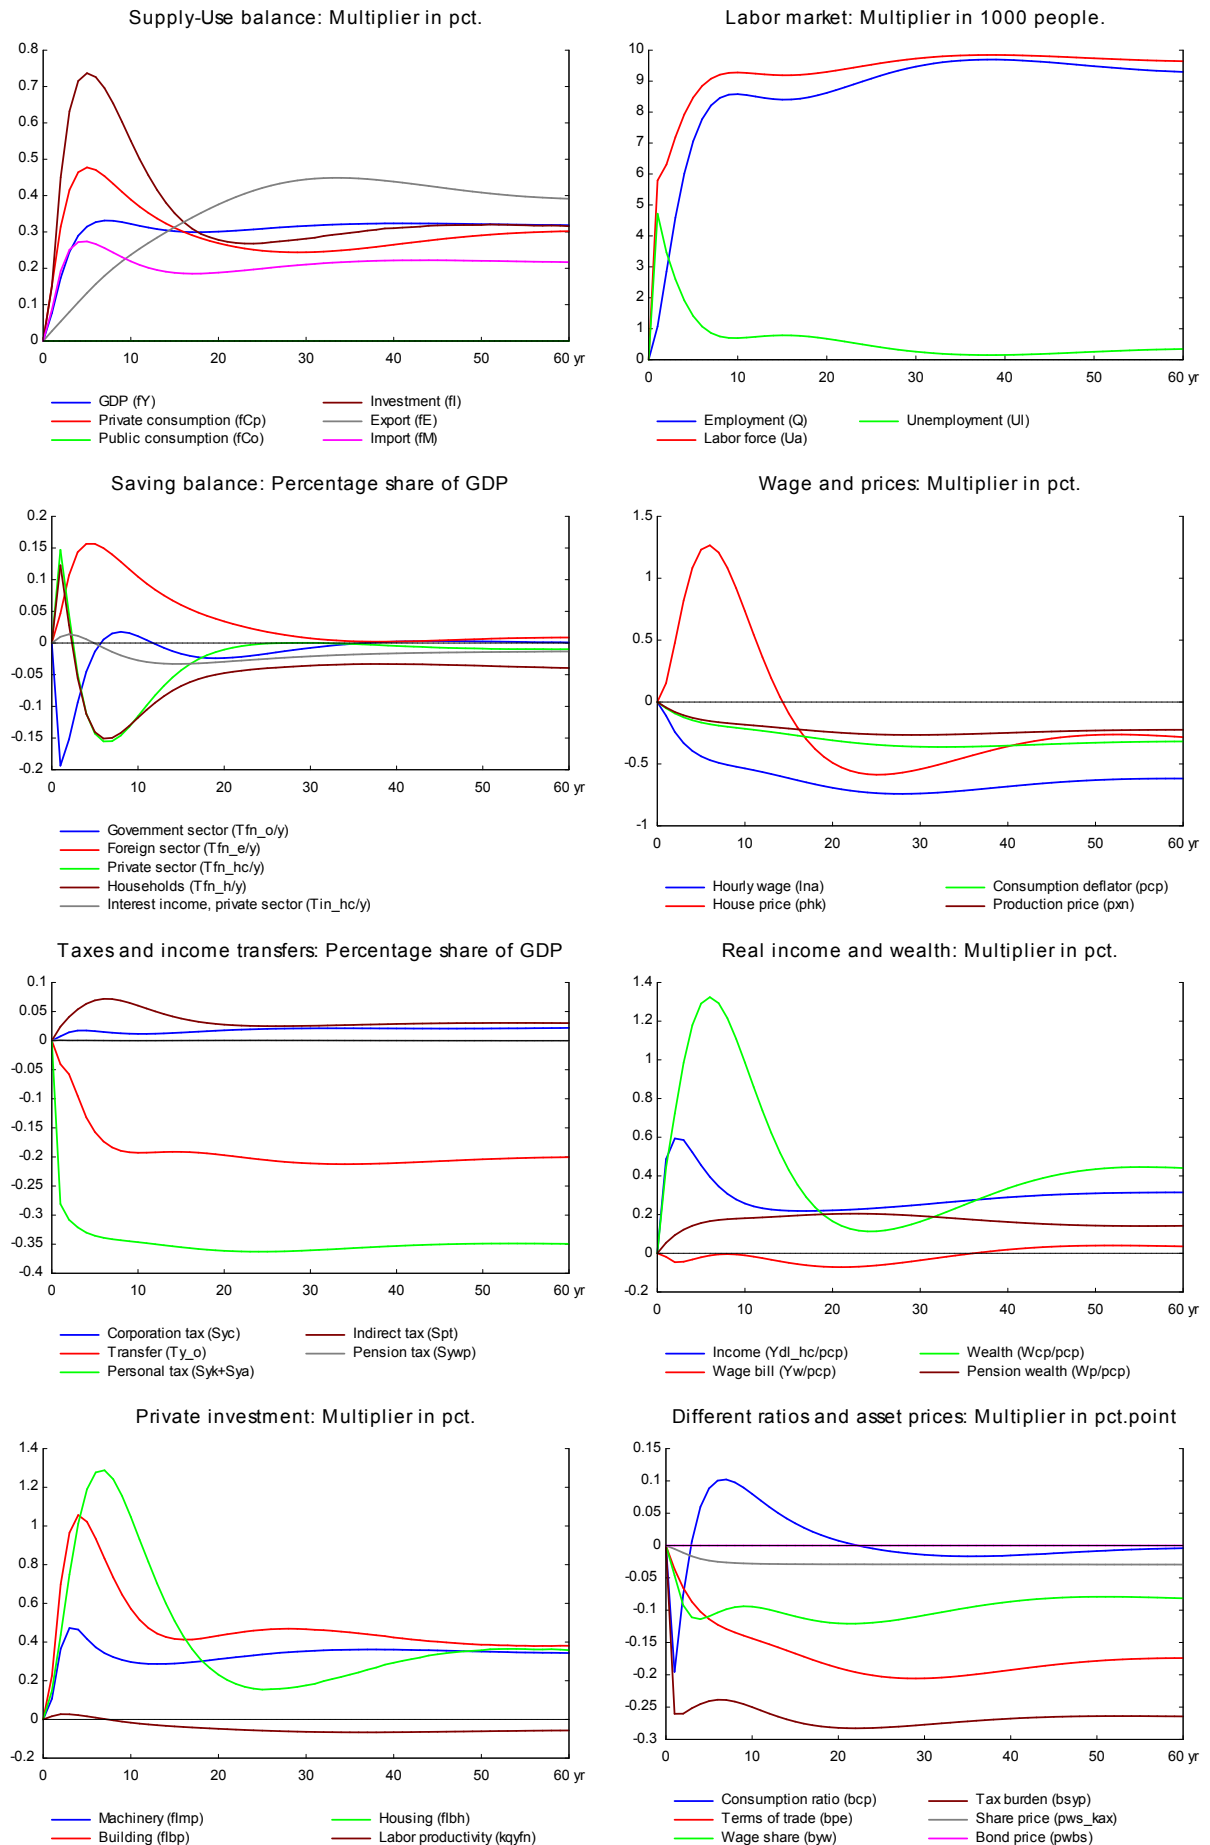 Supply-Use balance: Multiplier in pct.
0.8
0.7
0.6
0.5
0.4
0.3
0.2
0.1
0
0 10 20 30 40 50 60 yr
GDP (fY)
Investment (fI)
Private consumption (fCp)
Export (fE)
Public consumption (fCo)
Import (fM)
Labor market: Multiplier in 1000 people.
10
9
8
7
6
5
4
3
2
1
0
0 10 20 30 40 50 60 yr
Employment (Q)
Unemployment (Ul)
Labor force (Ua)
Saving balance: Percentage share of GDP
0.2
0.15
0.1
0.05
0
-0.05
-0.1
-0.15
-0.2
0 10 20 30 40 50 60
Government sector (Tfn_o/y)
Foreign sector (Tfn_e/y)
Private sector (Tfn_hc/y)
Households (Tfn_h/y)
Interest income, private sector (Tin_hc/y)
Wage and prices: Multiplier in pct.
1.5
1
0.5
0
-0.5
-1
0 10 20 30 40 50 60
Hourly wage (lna)
Consumption deflator (pcp)
House price (phk)
Production price (pxn)
Taxes and income transfers: Percentage share of GDP
0.1
0.05
0
-0.05
-0.1
-0.15
-0.2
-0.25
-0.3
-0.35
-0.4
0 10 20 30 40 50 60
Corporation tax (Syc)
Indirect tax (Spt)
Transfer (Ty_o)
Pension tax (Sywp)
Personal tax (Syk+Sya)
Real income and wealth: Multiplier in pct.
1.4
1.2
1
0.8
0.6
0.4
0.2
0
-0.2
0 10 20 30 40 50 60
Income (Ydl_hc/pcp)
Wealth (Wcp/pcp)
Wage bill (Yw/pcp)
Pension wealth (Wp/pcp)
Private investment: Multiplier in pct.
1.4
1.2
1
0.8
0.6
0.4
0.2
0
-0.2
0 10 20 30 40 50 60
Machinery (fImp)
Housing (fIbh)
Building (fIbp)
Labor productivity (kqyfn)
Different ratios and asset prices: Multiplier in pct.point
0.15
0.1
0.05
0
-0.05
-0.1
-0.15
-0.2
-0.25
-0.3
0 10 20 30 40 50 60
Consumption ratio (bcp)
Tax burden (bsyp)
Terms of trade (bpe)
Share price (pws_kax)
Wage share (byw)
Bond price (pwbs)